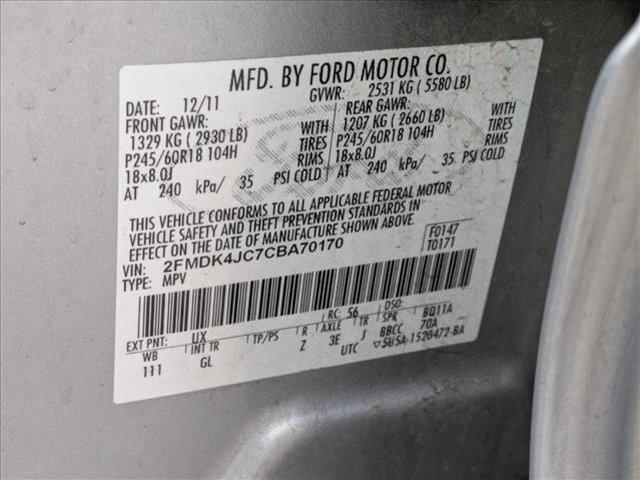 MFD. BY FORD MOTOR CO.
DATE: 12/11 GVWR: 2531 KG ( 5580 LB)
FRONT GAWR: REAR GAWR:
1329 KG ( 2930 LB) WITH 1207 KG ( 2660 LB) WITH
P245/60R18 104H TIRES P245/60R18 104H TIRES
18x8.0J RIMS 18x8.0J RIMS
AT 240 kPa/ 35 PSI COLD AT 240 kPa/ 35 PSI COLD
THIS VEHICLE CONFORMS TO ALL APPLICABLE FEDERAL MOTOR
VEHICLE SAFETY AND THEFT PREVENTION STANDARDS IN
EFFECT ON THE DATE OF MANUFACTURE SHOWN ABOVE.
VIN: 2FMDK4JC7CBA70170 F0147
TYPE: MPV T0171
EXT PNT: UX RC: 56 DSO:
WB INT TR TP/PS R AXLE TR SPR BQ11A
111 GL Z 3E J BBCC 70A
UTC ▽5U5A-1520472-BA